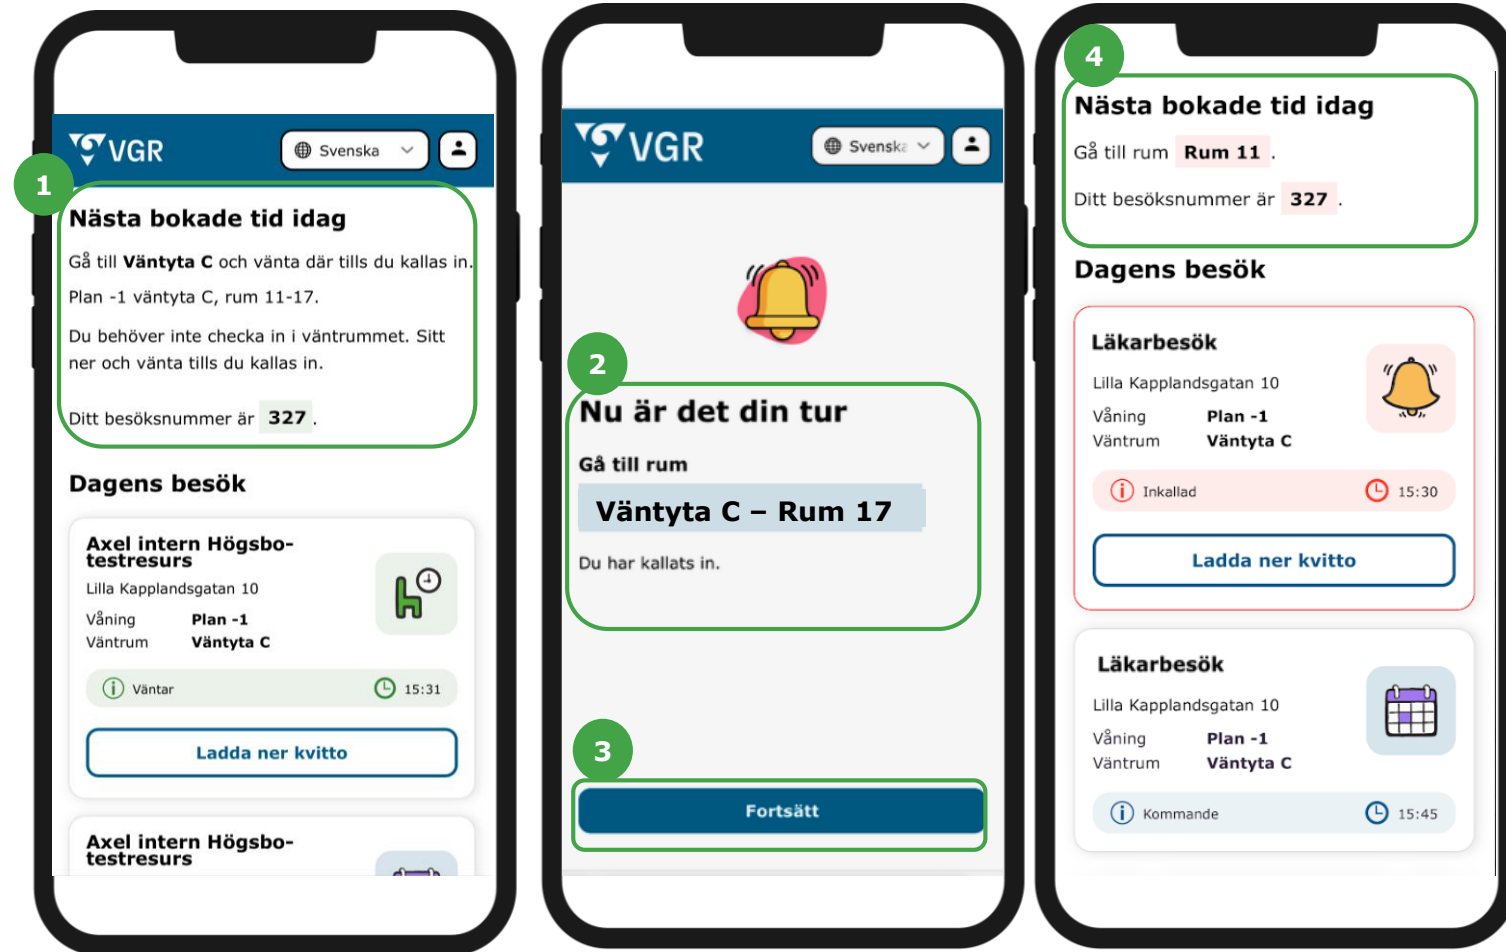 VGR
Svenska
1
Nästa bokade tid idag
Gå till Väntyta C och vänta där tills du kallas in.
Plan -1 väntyta C, rum 11-17.
Du behöver inte checka in i väntrummet. Sitt
ner och vänta tills du kallas in.
Ditt besöksnummer är 327 .
Dagens besök
Axel intern Högsbo-
testresurs
Lilla Kapplandsgatan 10
Våning Plan -1
Väntrum Väntyta C
Väntar 15:31
Ladda ner kvitto
Axel intern Högsbo-
testresurs
VGR
Svenska
2
Nu är det din tur
Gå till rum
Väntyta C – Rum 17
Du har kallats in.
3
Fortsätt
4
Nästa bokade tid idag
Gå till rum Rum 11 .
Ditt besöksnummer är 327 .
Dagens besök
Läkarbesök
Lilla Kapplandsgatan 10
Våning Plan -1
Väntrum Väntyta C
Inkallad 15:30
Ladda ner kvitto
Läkarbesök
Lilla Kapplandsgatan 10
Våning Plan -1
Väntrum Väntyta C
Kommande 15:45